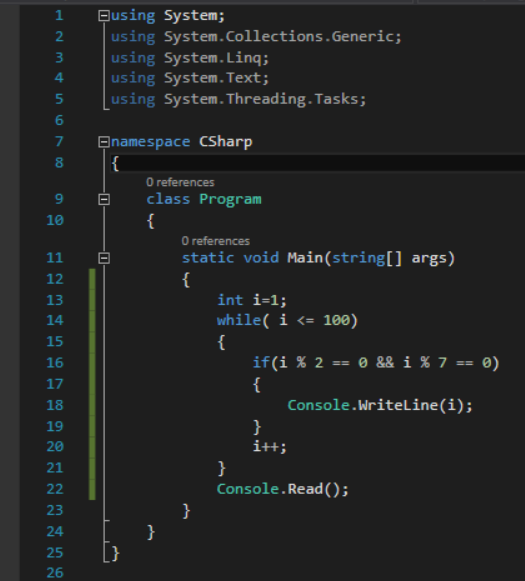 1 using System;
2 using System.Collections.Generic;
3 using System.Linq;
4 using System.Text;
5 using System.Threading.Tasks;
6
7 namespace CSharp
8 {
0 references
9 class Program
10 {
0 references
11 static void Main(string[] args)
12 {
13 int i=1;
14 while( i <= 100)
15 {
16 if(i % 2 == 0 && i % 7 == 0)
17 {
18 Console.WriteLine(i);
19 }
20 i++;
21 }
22 Console.Read();
23 }
24 }
25 }
26